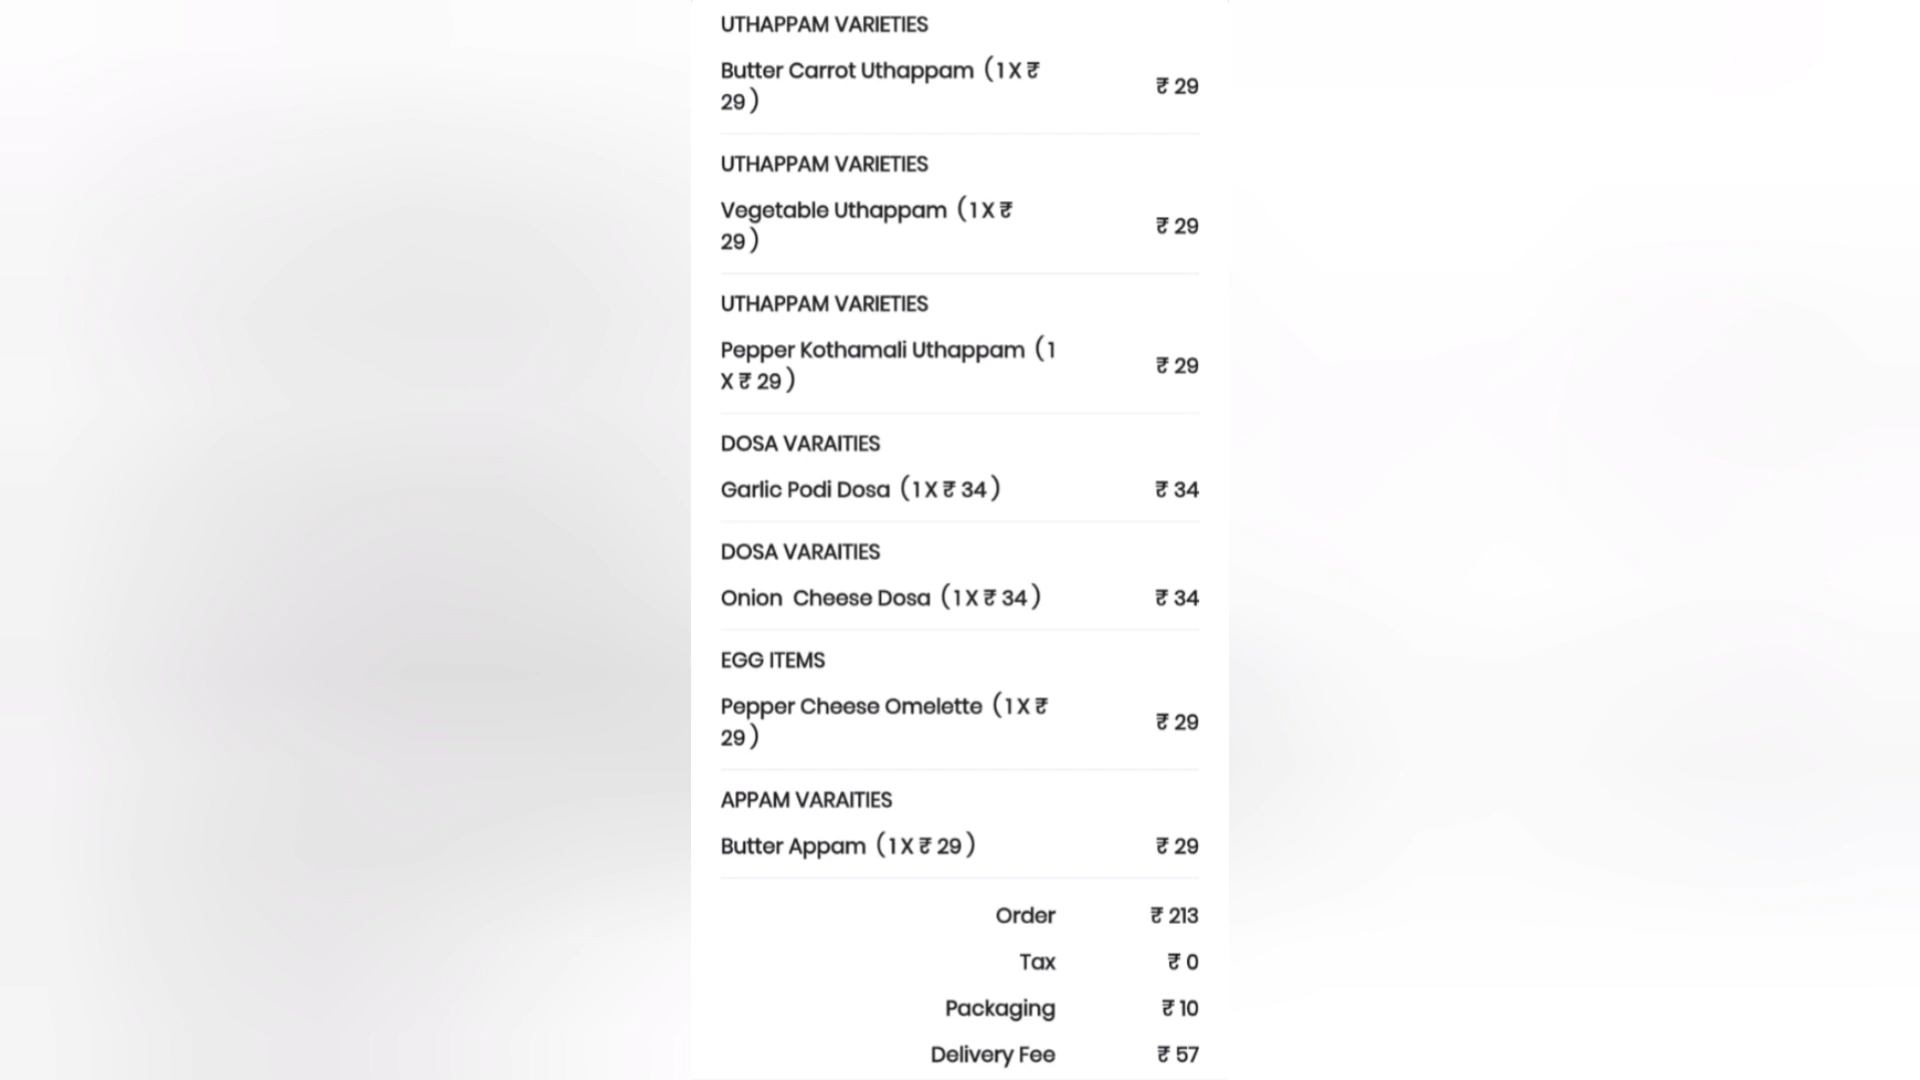 UTHAPPAM VARIETIES
Butter Carrot Uthappam (1 X ₹
29)
₹ 29
UTHAPPAM VARIETIES
Vegetable Uthappam (1 X ₹
29)
₹ 29
UTHAPPAM VARIETIES
Pepper Kothamali Uthappam (1
X ₹ 29)
₹ 29
DOSA VARAITIES
Garlic Podi Dosa (1 X ₹ 34) ₹ 34
DOSA VARAITIES
Onion Cheese Dosa (1 X ₹ 34) ₹ 34
EGG ITEMS
Pepper Cheese Omelette (1 X ₹
29)
₹ 29
APPAM VARAITIES
Butter Appam (1 X ₹ 29) ₹ 29
Order ₹ 213
Tax ₹ 0
Packaging ₹ 10
Delivery Fee ₹ 57